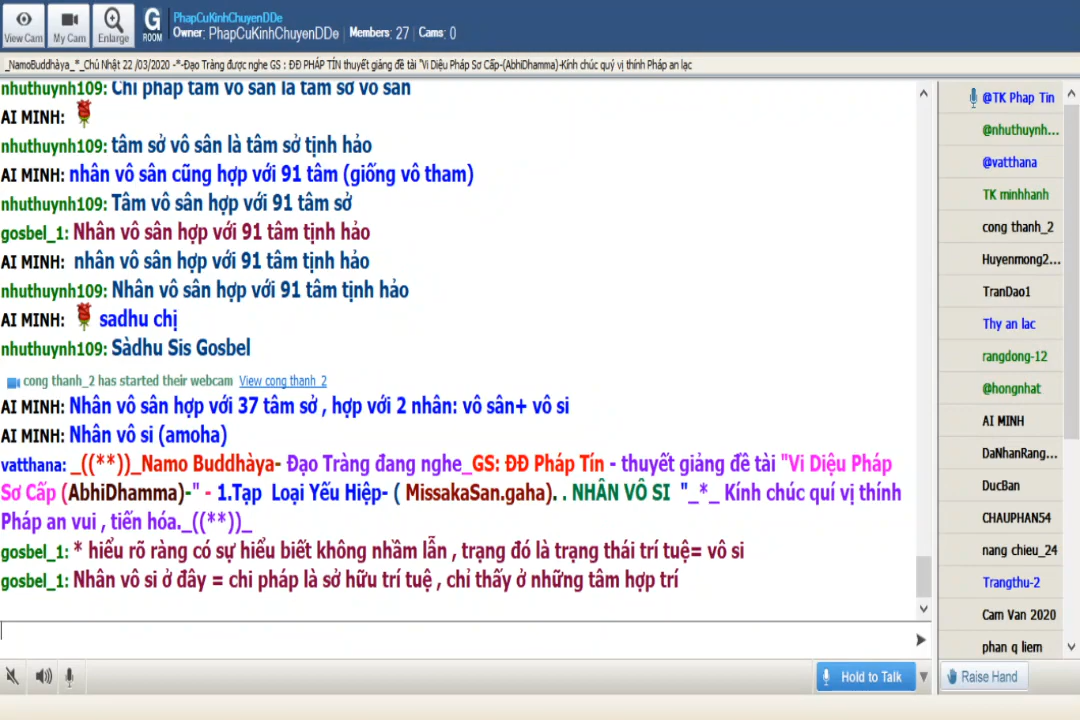 View Cam
My Cam
Enlarge
G
ROOM
PhapCuKinhChuyenDDe
Owner: PhapCuKinhChuyenDDe | Members: 27 | Cams: 0
_NamoBuddhàya_*_Chủ Nhật 22 /03/2020 -*-Đạo Tràng được nghe GS : ĐĐ PHÁP TÍN thuyết giảng đề tài "Vi Diệu Pháp Sơ Cấp-(AbhiDhamma)-Kính chúc quý vị thính Pháp an lạc
nhuthuynh109: Chi pháp tâm vô sân là tâm sở vô sân
AI MINH:
nhuthuynh109: tâm sở vô sân là tâm sở tịnh hảo
AI MINH: nhân vô sân cũng hợp với 91 tâm (giống vô tham)
nhuthuynh109: Tâm vô sân hợp với 91 tâm sở
gosbel_1: Nhân vô sân hợp với 91 tâm tịnh hảo
AI MINH: nhân vô sân hợp với 91 tâm tịnh hảo
nhuthuynh109: Nhân vô sân hợp với 91 tâm tịnh hảo
AI MINH: sadhu chị
nhuthuynh109: Sàdhu Sis Gosbel
cong thanh_2 has started their webcam View cong thanh_2
AI MINH: Nhân vô sân hợp với 37 tâm sở , hợp với 2 nhân: vô sân+ vô si
AI MINH: Nhân vô si (amoha)
vatthana: _((**))_Namo Buddhàya- Đạo Tràng đang nghe_GS: ĐĐ Pháp Tín - thuyết giảng đề tài "Vi Diệu Pháp
Sơ Cấp (AbhiDhamma)-" - 1.Tạp Loại Yếu Hiệp- ( MissakaSan.gaha). . NHÂN VÔ SI "_*_ Kính chúc quí vị thính
Pháp an vui , tiến hóa._((**))_
gosbel_1: * hiểu rõ ràng có sự hiểu biết không nhầm lẫn , trạng đó là trạng thái trí tuệ= vô si
gosbel_1: Nhân vô si ở đây = chi pháp là sở hữu trí tuệ , chỉ thấy ở những tâm hợp trí
@TK Phap Tin
@nhuthuynh...
@vatthana
TK minhhanh
cong thanh_2
Huyenmong2...
TranDao1
Thy an lac
rangdong-12
@hongnhat
AI MINH
DaNhanRang...
DucBan
CHAUPHAN54
nang chieu_24
Trangthu-2
Cam Van 2020
phan q liem
Hold to Talk
Raise Hand